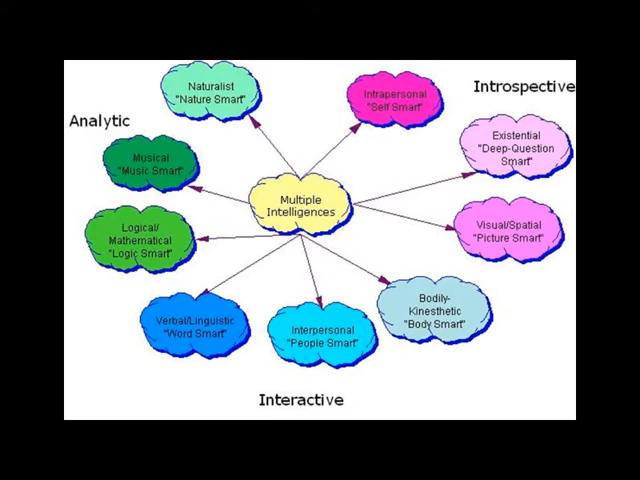 Naturalist
"Nature Smart"
Intrapersonal
"Self Smart"
Introspective
Analytic
Existential
"Deep-Question
Smart"
Musical
"Music Smart"
Multiple
Intelligences
Logical/
Mathematical
"Logic Smart"
Visual/Spatial
"Picture Smart"
Verbal/Linguistic
"Word Smart"
Interpersonal
"People Smart"
Bodily-
Kinesthetic
"Body Smart"
Interactive